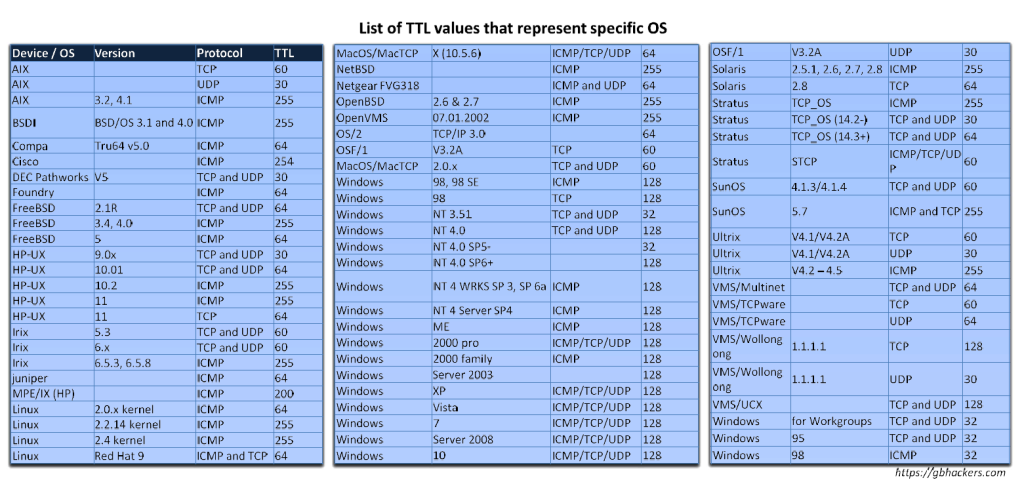 List of TTL values that represent specific OS
Device / OS Version Protocol TTL
AIX TCP 60
AIX UDP 30
AIX 3.2, 4.1 ICMP 255
BSDI BSD/OS 3.1 and 4.0 ICMP 255
Compa Tru64 v5.0 ICMP 64
Cisco ICMP 254
DEC Pathworks V5 TCP and UDP 30
Foundry ICMP 64
FreeBSD 2.1R TCP and UDP 64
FreeBSD 3.4, 4.0 ICMP 255
FreeBSD 5 ICMP 64
HP-UX 9.0x TCP and UDP 30
HP-UX 10.01 TCP and UDP 64
HP-UX 10.2 ICMP 255
HP-UX 11 ICMP 255
HP-UX 11 TCP 64
Irix 5.3 TCP and UDP 60
Irix 6.x TCP and UDP 60
Irix 6.5.3, 6.5.8 ICMP 255
juniper ICMP 64
MPE/IX (HP) ICMP 200
Linux 2.0.x kernel ICMP 64
Linux 2.2.14 kernel ICMP 255
Linux 2.4 kernel ICMP 255
Linux Red Hat 9 ICMP and TCP 64
MacOS/MacTCP X (10.5.6) ICMP/TCP/UDP 64
NetBSD ICMP 255
Netgear FVG318 ICMP and UDP 64
OpenBSD 2.6 & 2.7 ICMP 255
OpenVMS 07.01.2002 ICMP 255
OS/2 TCP/IP 3.0 64
OSF/1 V3.2A TCP 60
MacOS/MacTCP 2.0.x TCP and UDP 60
Windows 98, 98 SE ICMP 128
Windows 98 TCP 128
Windows NT 3.51 TCP and UDP 32
Windows NT 4.0 TCP and UDP 128
Windows NT 4.0 SP5- 32
Windows NT 4.0 SP6+ 128
Windows NT 4 WRKS SP 3, SP 6a ICMP 128
Windows NT 4 Server SP4 ICMP 128
Windows ME ICMP 128
Windows 2000 pro ICMP/TCP/UDP 128
Windows 2000 family ICMP 128
Windows Server 2003 128
Windows XP ICMP/TCP/UDP 128
Windows Vista ICMP/TCP/UDP 128
Windows 7 ICMP/TCP/UDP 128
Windows Server 2008 ICMP/TCP/UDP 128
Windows 10 ICMP/TCP/UDP 128
OSF/1 V3.2A UDP 30
Solaris 2.5.1, 2.6, 2.7, 2.8 ICMP 255
Solaris 2.8 TCP 64
Stratus TCP_OS ICMP 255
Stratus TCP_OS (14.2-) TCP and UDP 30
Stratus TCP_OS (14.3+) TCP and UDP 64
Stratus STCP ICMP/TCP/UD 60
P
SunOS 4.1.3/4.1.4 TCP and UDP 60
SunOS 5.7 ICMP and TCP 255
Ultrix V4.1/V4.2A TCP 60
Ultrix V4.1/V4.2A UDP 30
Ultrix V4.2 – 4.5 ICMP 255
VMS/Multinet TCP and UDP 64
VMS/TCPware TCP 60
VMS/TCPware UDP 64
VMS/Wollong 1.1.1.1 TCP 128
ong
VMS/Wollong 1.1.1.1 UDP 30
ong
VMS/UCX TCP and UDP 128
Windows for Workgroups TCP and UDP 32
Windows 95 TCP and UDP 32
Windows 98 ICMP 32
https://gbhackers.com